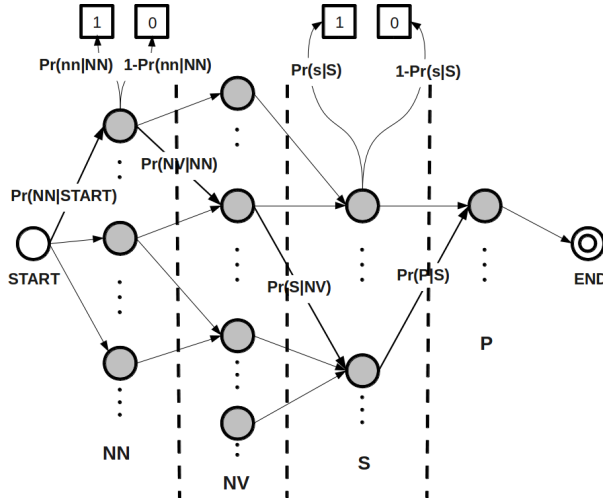 1 0 1 0
Pr(nn|NN) 1-Pr(nn|NN) Pr(s|S) 1-Pr(s|S)
Pr(NV|NN)
Pr(NN|START)
START
Pr(S|NV) Pr(P|S) END
P
NN
NV S